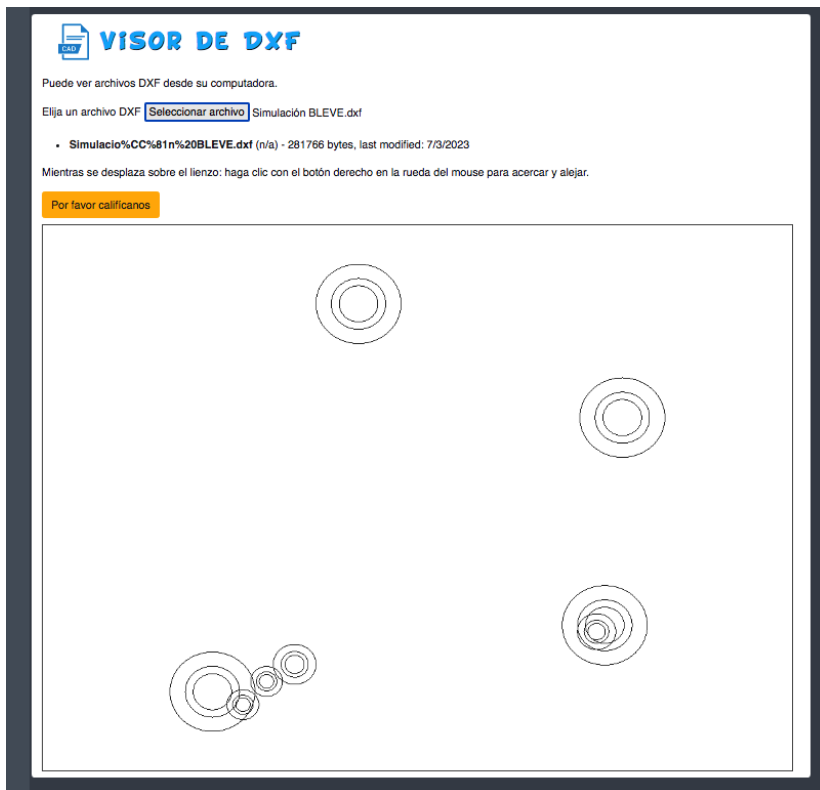 CAD
VISOR DE DXF
Puede ver archivos DXF desde su computadora.
Elija un archivo DXF Seleccionar archivo Simulación BLEVE.dxf
• Simulacio%CC%81n%20BLEVE.dxf (n/a) - 281766 bytes, last modified: 7/3/2023
Mientras se desplaza sobre el lienzo: haga clic con el botón derecho en la rueda del mouse para acercar y alejar.
Por favor califícanos